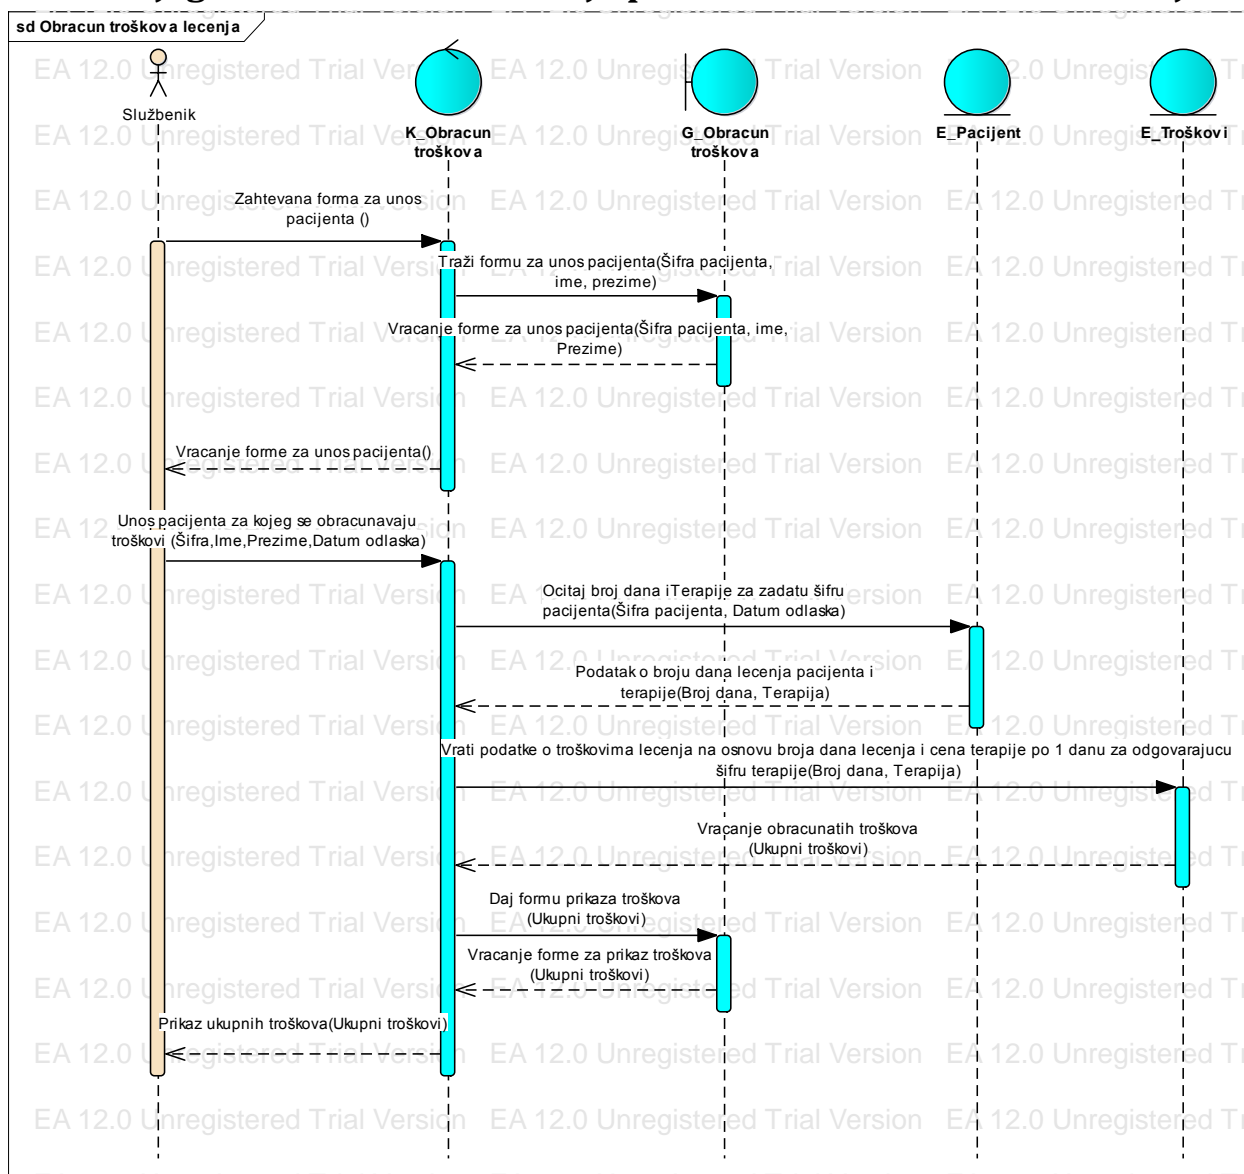 sd Obracun troškova lecenja
Službenik
K_Obracun
troškova
G_Obracun
troškova
E_Pacijent
E_Troškovi
Zahtevana forma za unos
pacijenta ()
Traži formu za unos pacijenta(Šifra pacijenta,
ime, prezime)
Vracanje forme za unos pacijenta(Šifra pacijenta, ime,
Prezime)
Vracanje forme za unos pacijenta()
Unos pacijenta za kojeg se obracunavaju
troškovi (Šifra,Ime,Prezime,Datum odlaska)
Ocitaj broj dana iTerapije za zadatu šifru
pacijenta(Šifra pacijenta, Datum odlaska)
Podatak o broju dana lecenja pacijenta i
terapije(Broj dana, Terapija)
Vrati podatke o troškovima lecenja na osnovu broja dana lecenja i cena terapije po 1 danu za odgovarajucu
šifru terapije(Broj dana, Terapija)
Vracanje obracunatih troškova
(Ukupni troškovi)
Daj formu prikaza troškova
(Ukupni troškovi)
Vracanje forme za prikaz troškova
(Ukupni troškovi)
Prikaz ukupnih troškova(Ukupni troškovi)
EA 12.0 Unregistered Trial Version